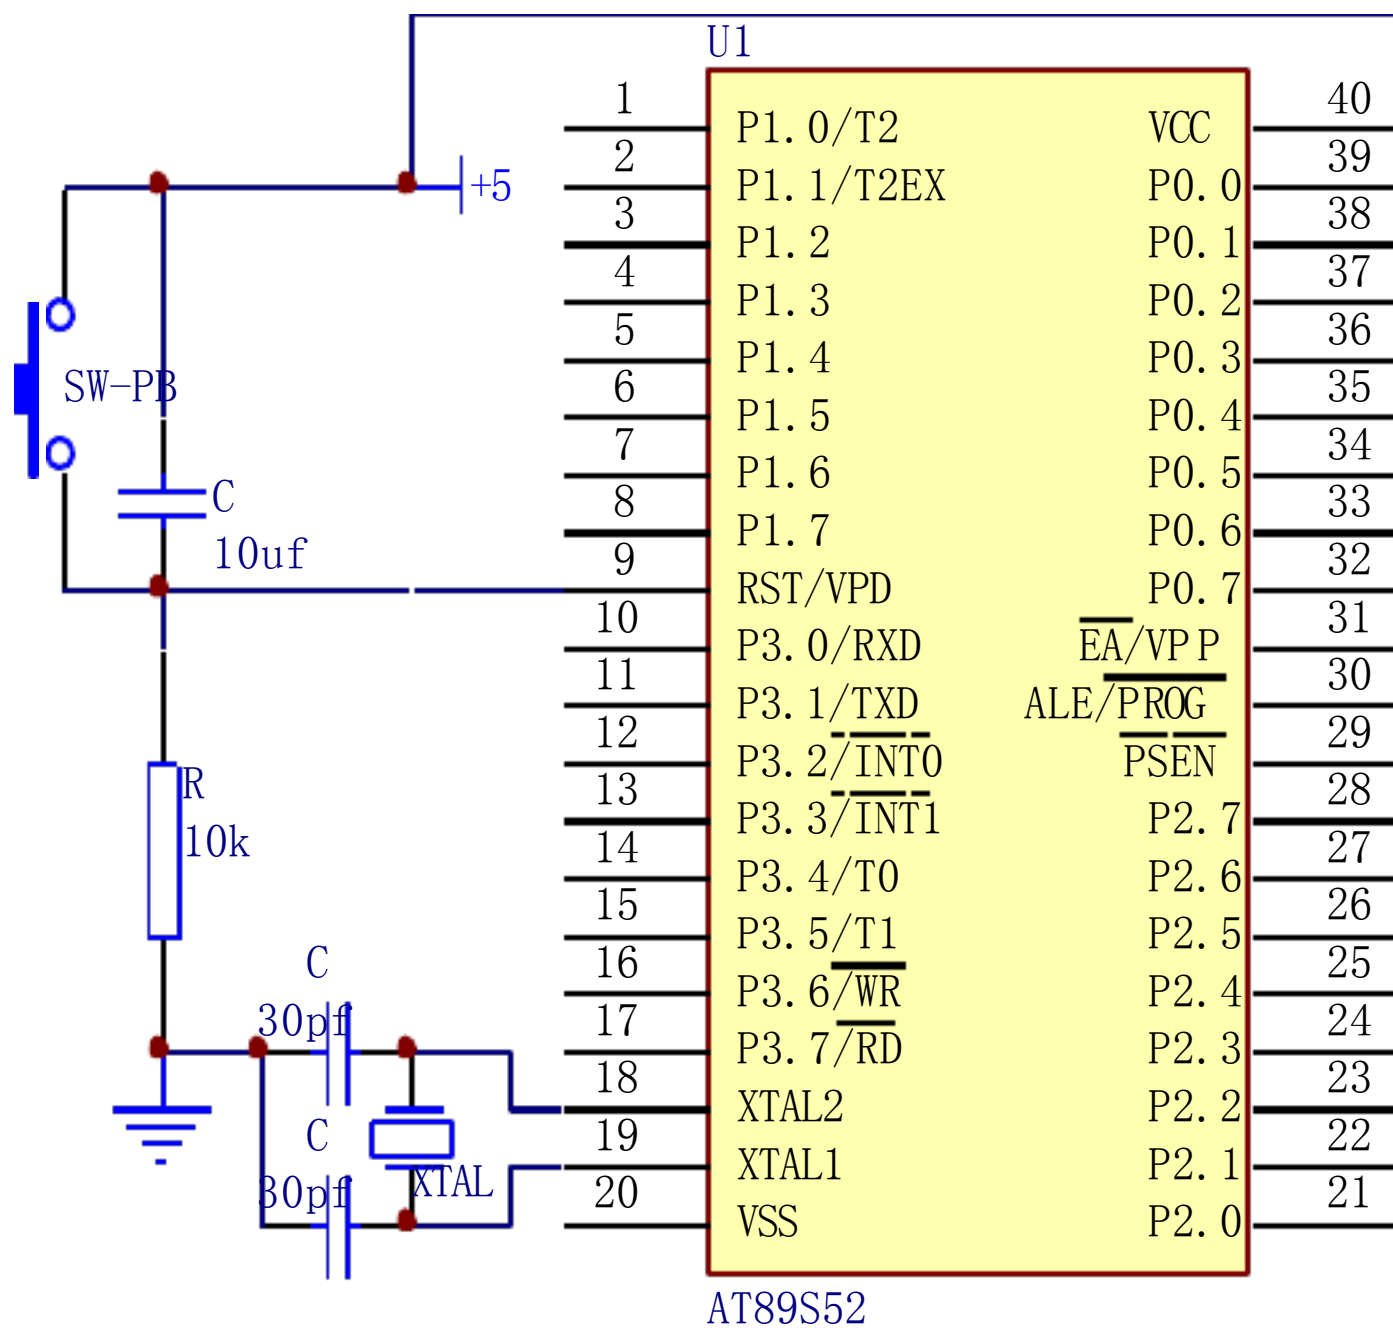 U1
1 P1.0/T2 VCC 40
2 P1.1/T2EX P0.0 39
+5
3 P1.2 P0.1 38
4 P1.3 P0.2 37
5 P1.4 P0.3 36
SW-PB
6 P1.5 P0.4 35
7 P1.6 P0.5 34
C
10uf
8 P1.7 P0.6 33
9 RST/VPD P0.7 32
10 P3.0/RXD EA/VPP 31
11 P3.1/TXD ALE/PROG 30
12 P3.2/INT0 PSEN 29
R
10k
13 P3.3/INT1 P2.7 28
14 P3.4/T0 P2.6 27
15 P3.5/T1 P2.5 26
C
30pf
16 P3.6/WR P2.4 25
17 P3.7/RD P2.3 24
18 XTAL2 P2.2 23
C
30pf
XTAL
19 XTAL1 P2.1 22
20 VSS P2.0 21
AT89S52